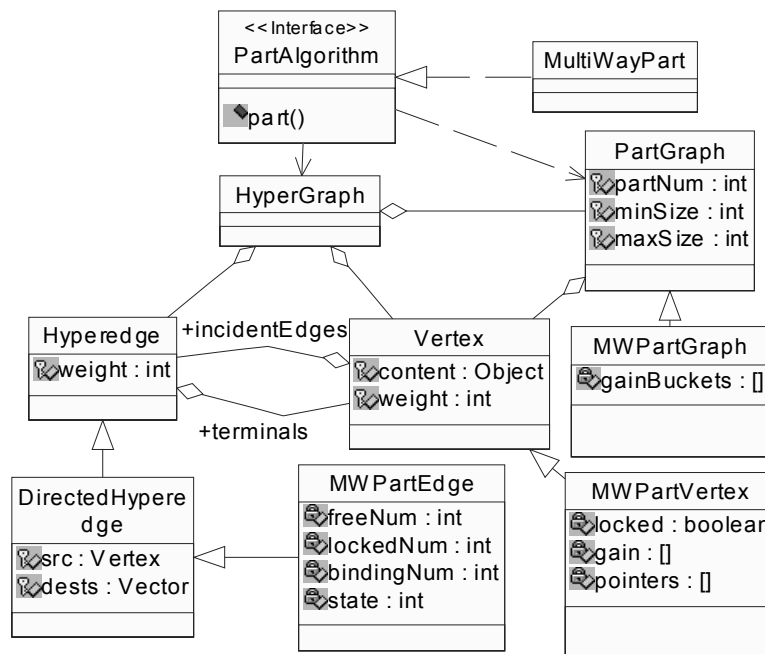 <<Interface>>
PartAlgorithm
part()
MultiWayPart
PartGraph
partNum : int
minSize : int
maxSize : int
HyperGraph
Hyperedge
weight : int
+incidentEdges
+terminals
Vertex
content : Object
weight : int
MWPartGraph
gainBuckets : []
DirectedHypere
dge
src : Vertex
dests : Vector
MWPartEdge
freeNum : int
lockedNum : int
bindingNum : int
state : int
MWPartVertex
locked : boolean
gain : []
pointers : []